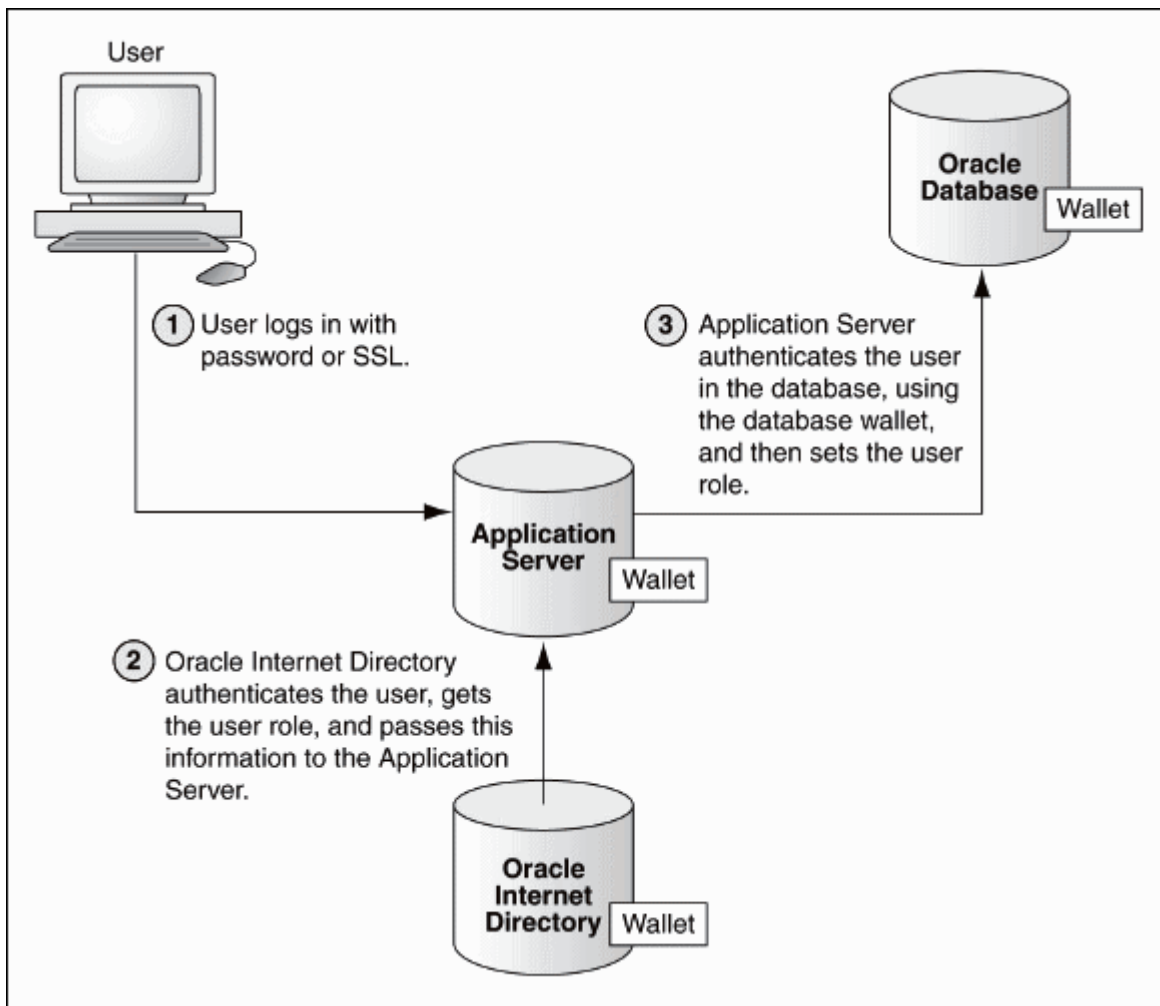 User
Oracle
Database
Wallet
1 User logs in with
password or SSL.
3 Application Server
authenticates the user
in the database, using
the database wallet,
and then sets the user
role.
Application
Server
Wallet
2 Oracle Internet Directory
authenticates the user, gets
the user role, and passes this
information to the Application
Server.
Oracle
Internet
Directory
Wallet